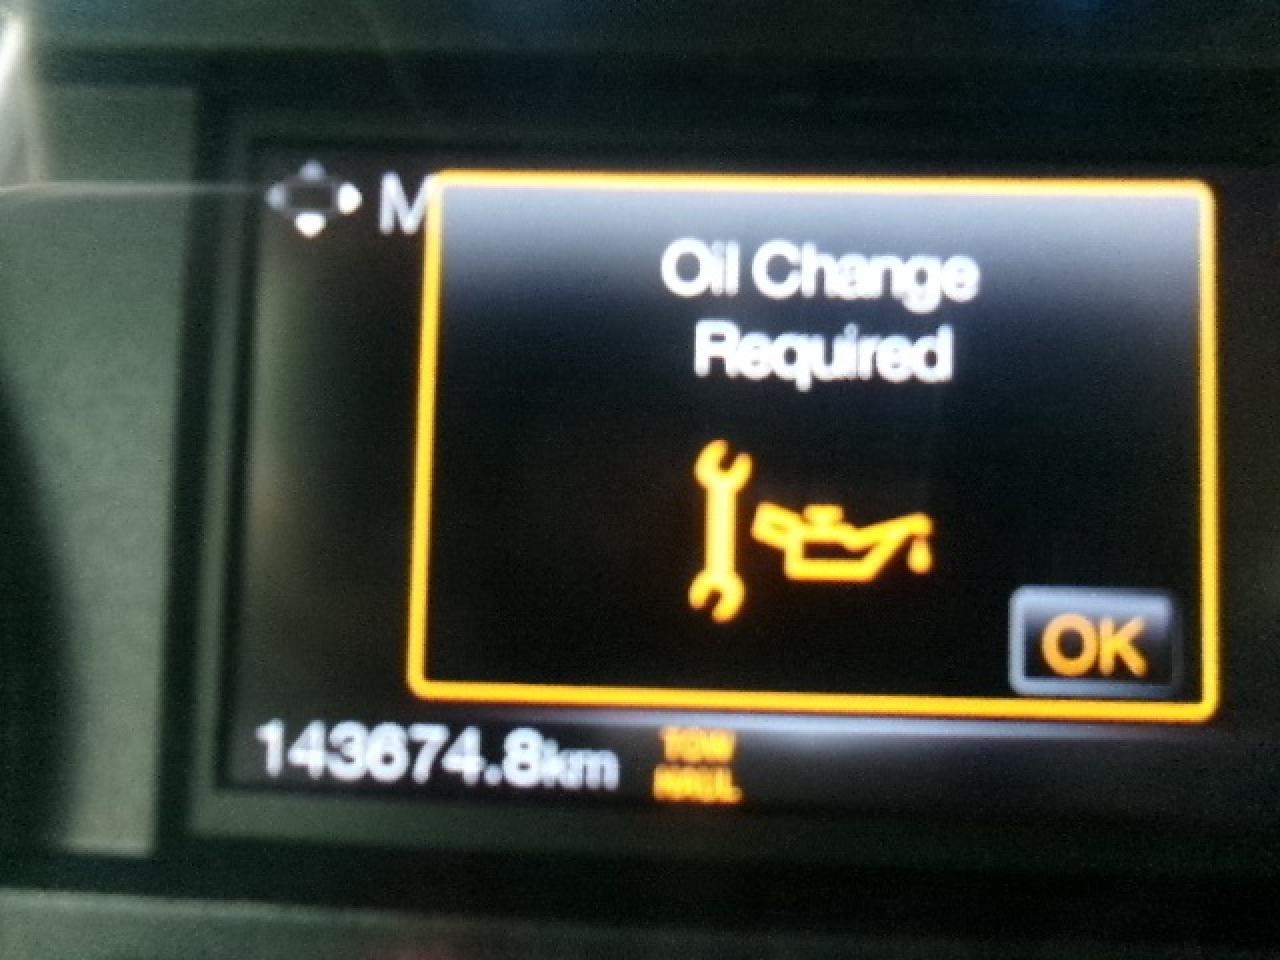 M
Oil Change
Required
OK
143674.8km
TOW
HAUL